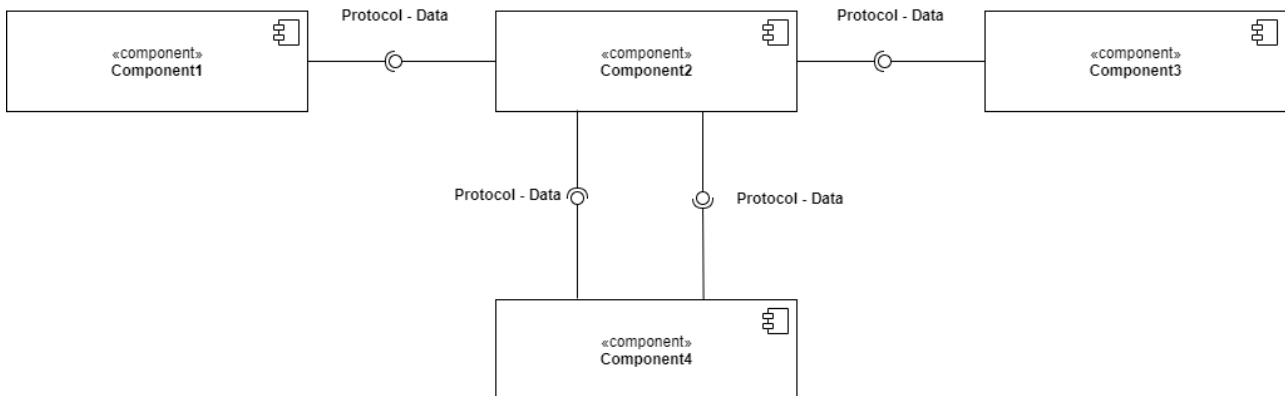 Protocol - Data
Protocol - Data
«component»
Component1
«component»
Component2
«component»
Component3
Protocol - Data
Protocol - Data
«component»
Component4